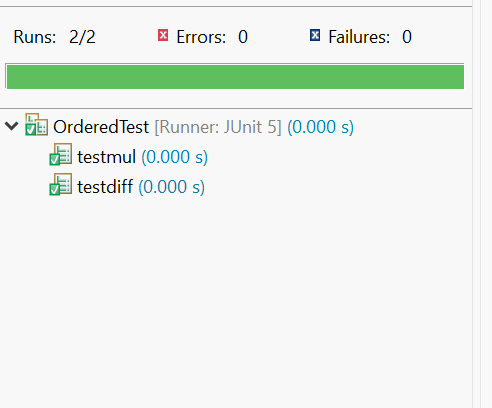 Runs: 2/2 Errors: 0 Failures: 0
OrderedTest [Runner: JUnit 5] (0.000 s)
testmul (0.000 s)
testdiff (0.000 s)